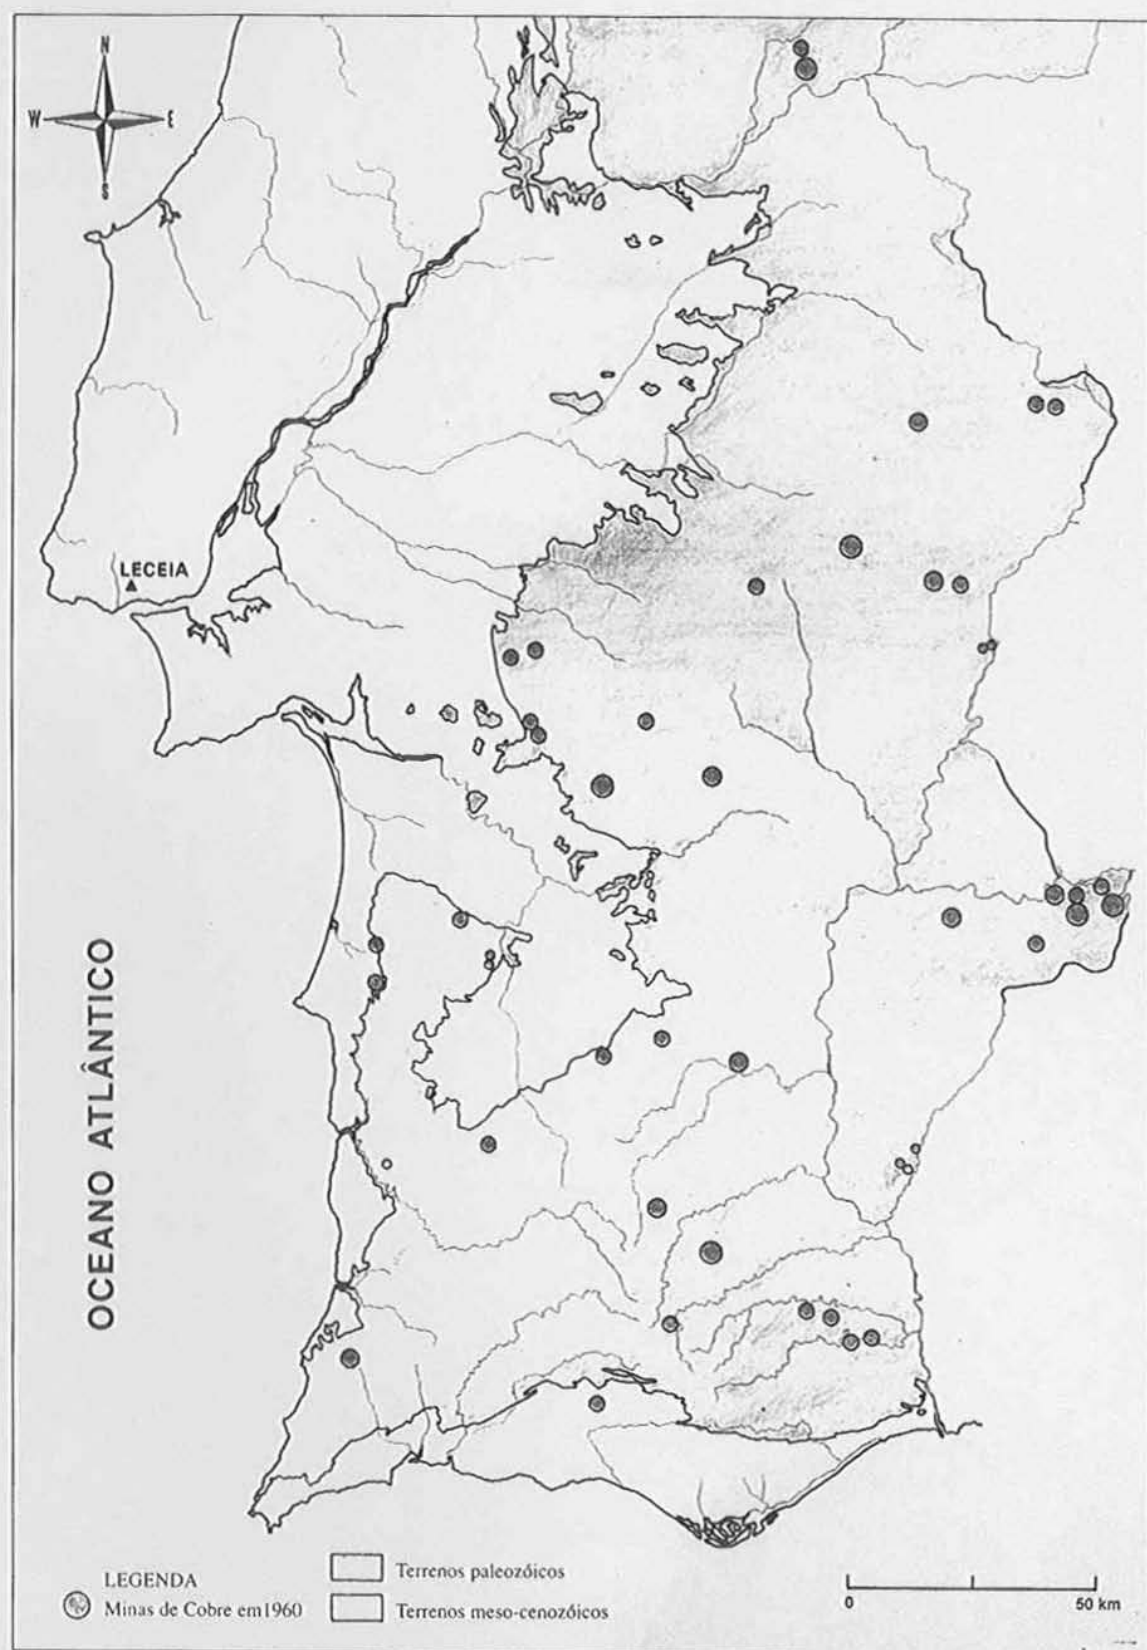 N
W E
S
LECEIA
OCEANO ATLÂNTICO
LEGENDA
Minas de Cobre em1960
Terrenos paleozóicos
Terrenos meso-cenozóicos
0 50 km